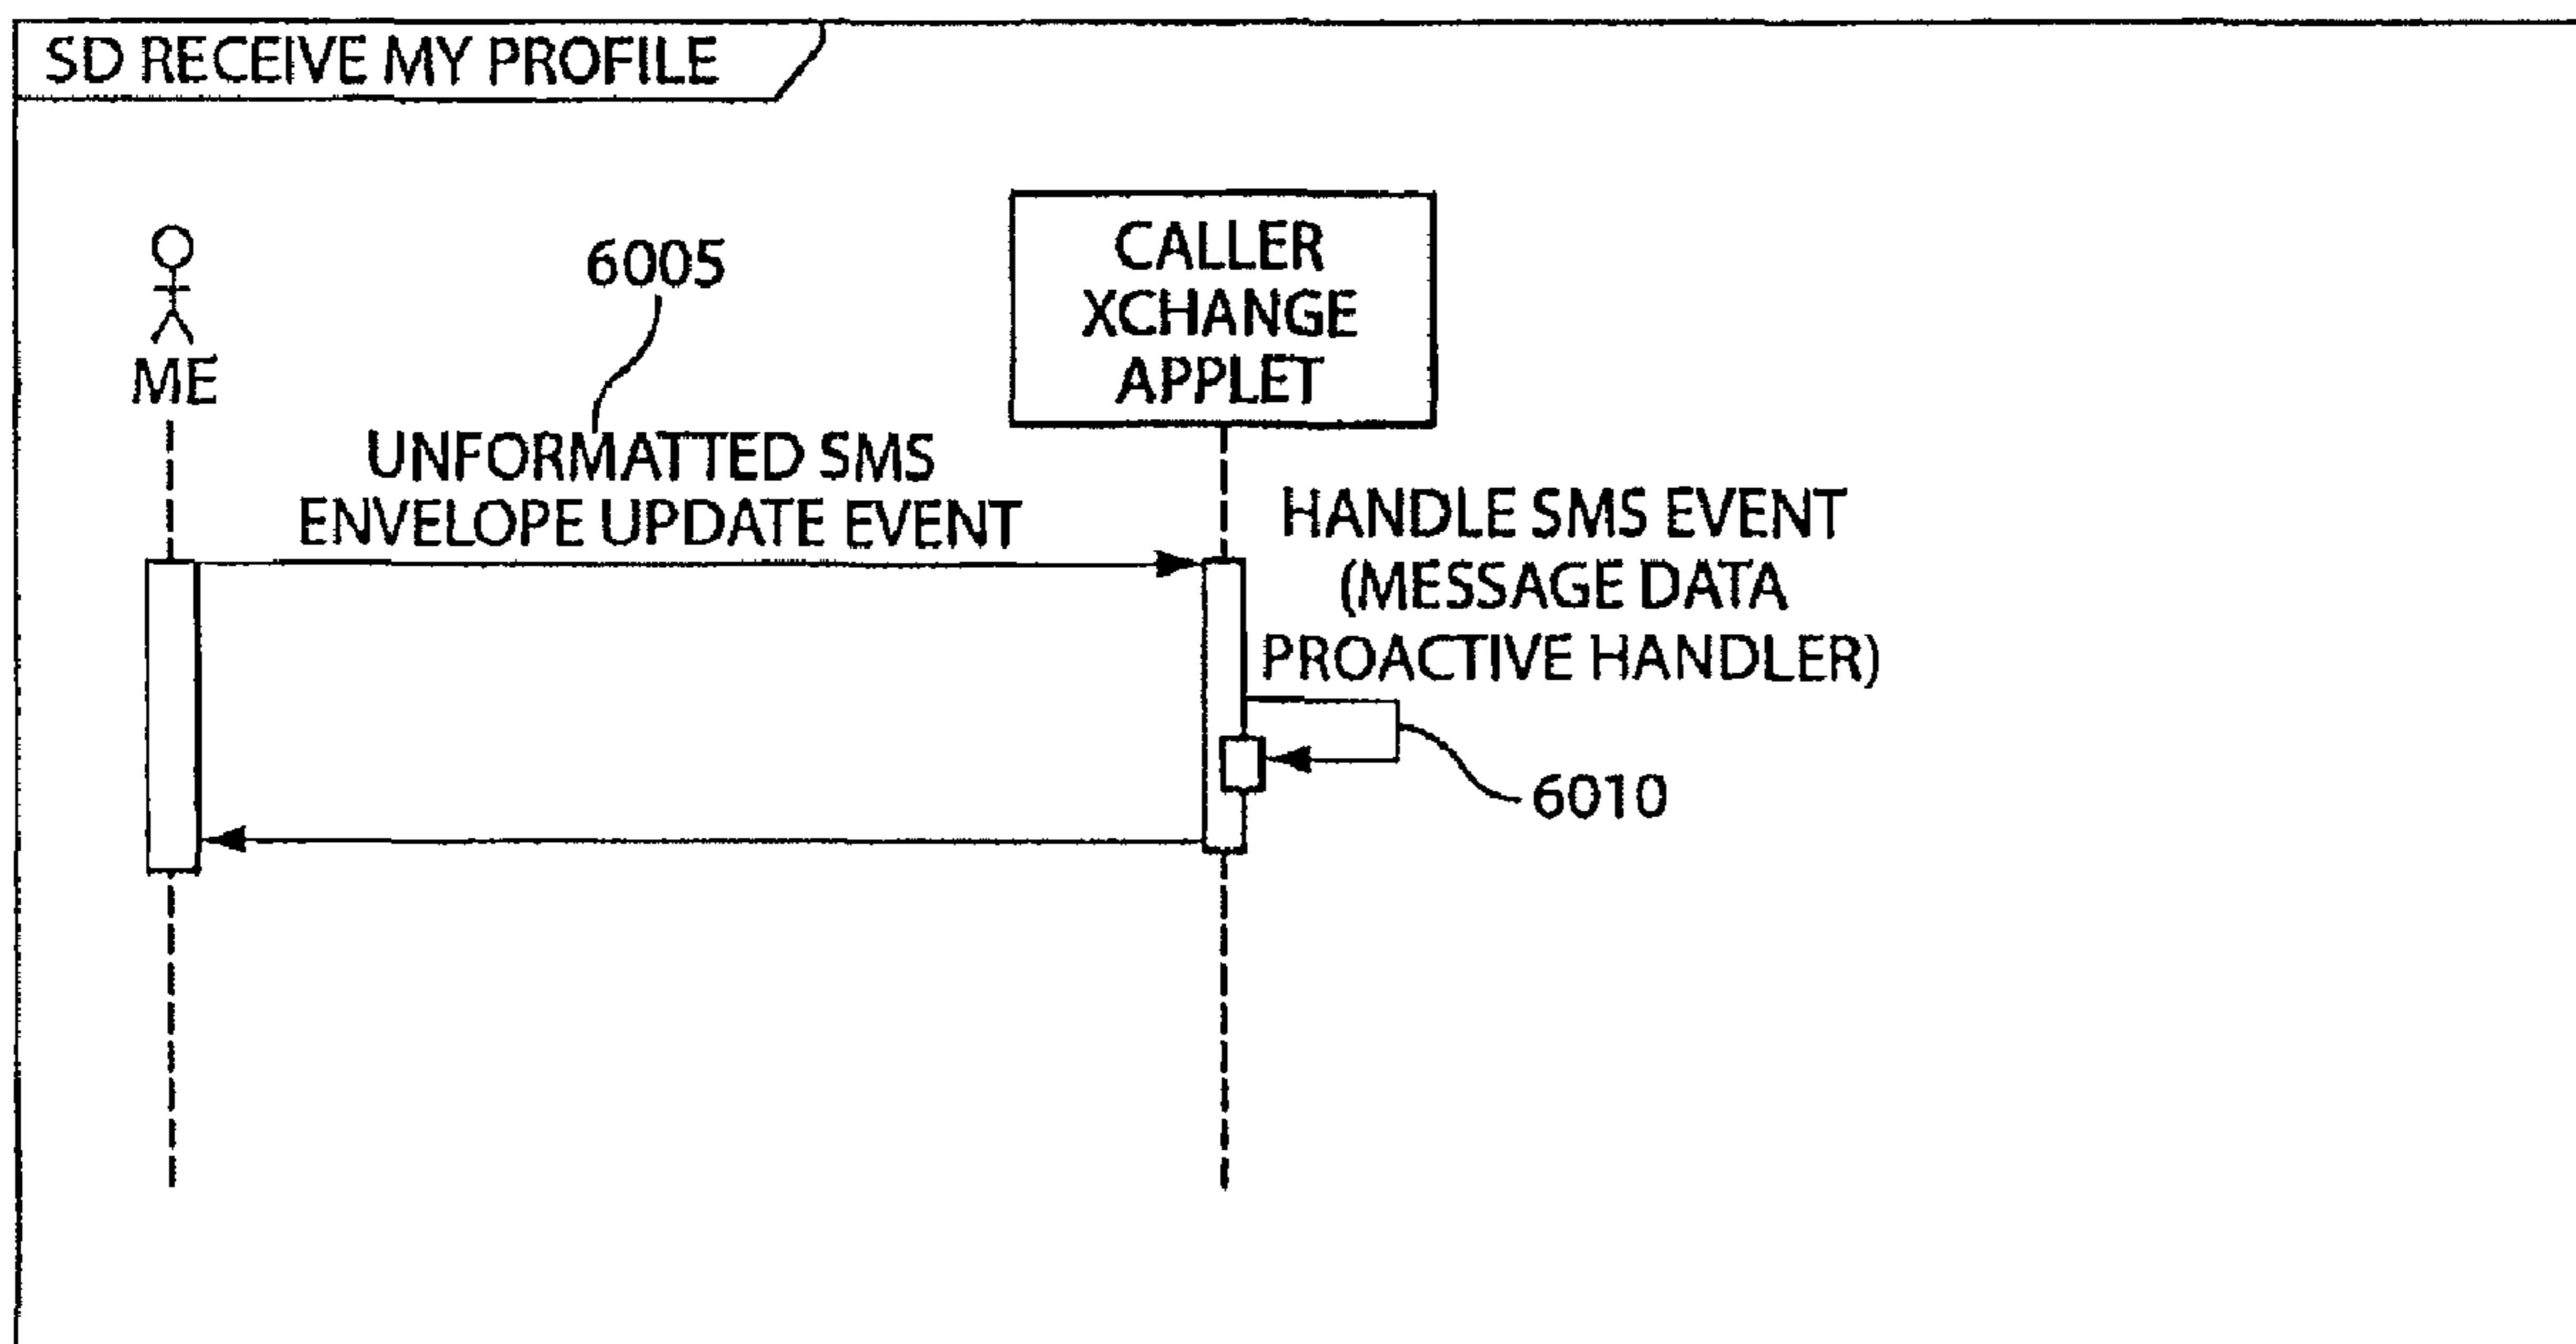 SD RECEIVE MY PROFILE
ME
6005
UNFORMATTED SMS
ENVELOPE UPDATE EVENT
CALLER
XCHANGE
APPLET
HANDLE SMS EVENT
(MESSAGE DATA
PROACTIVE HANDLER)
6010